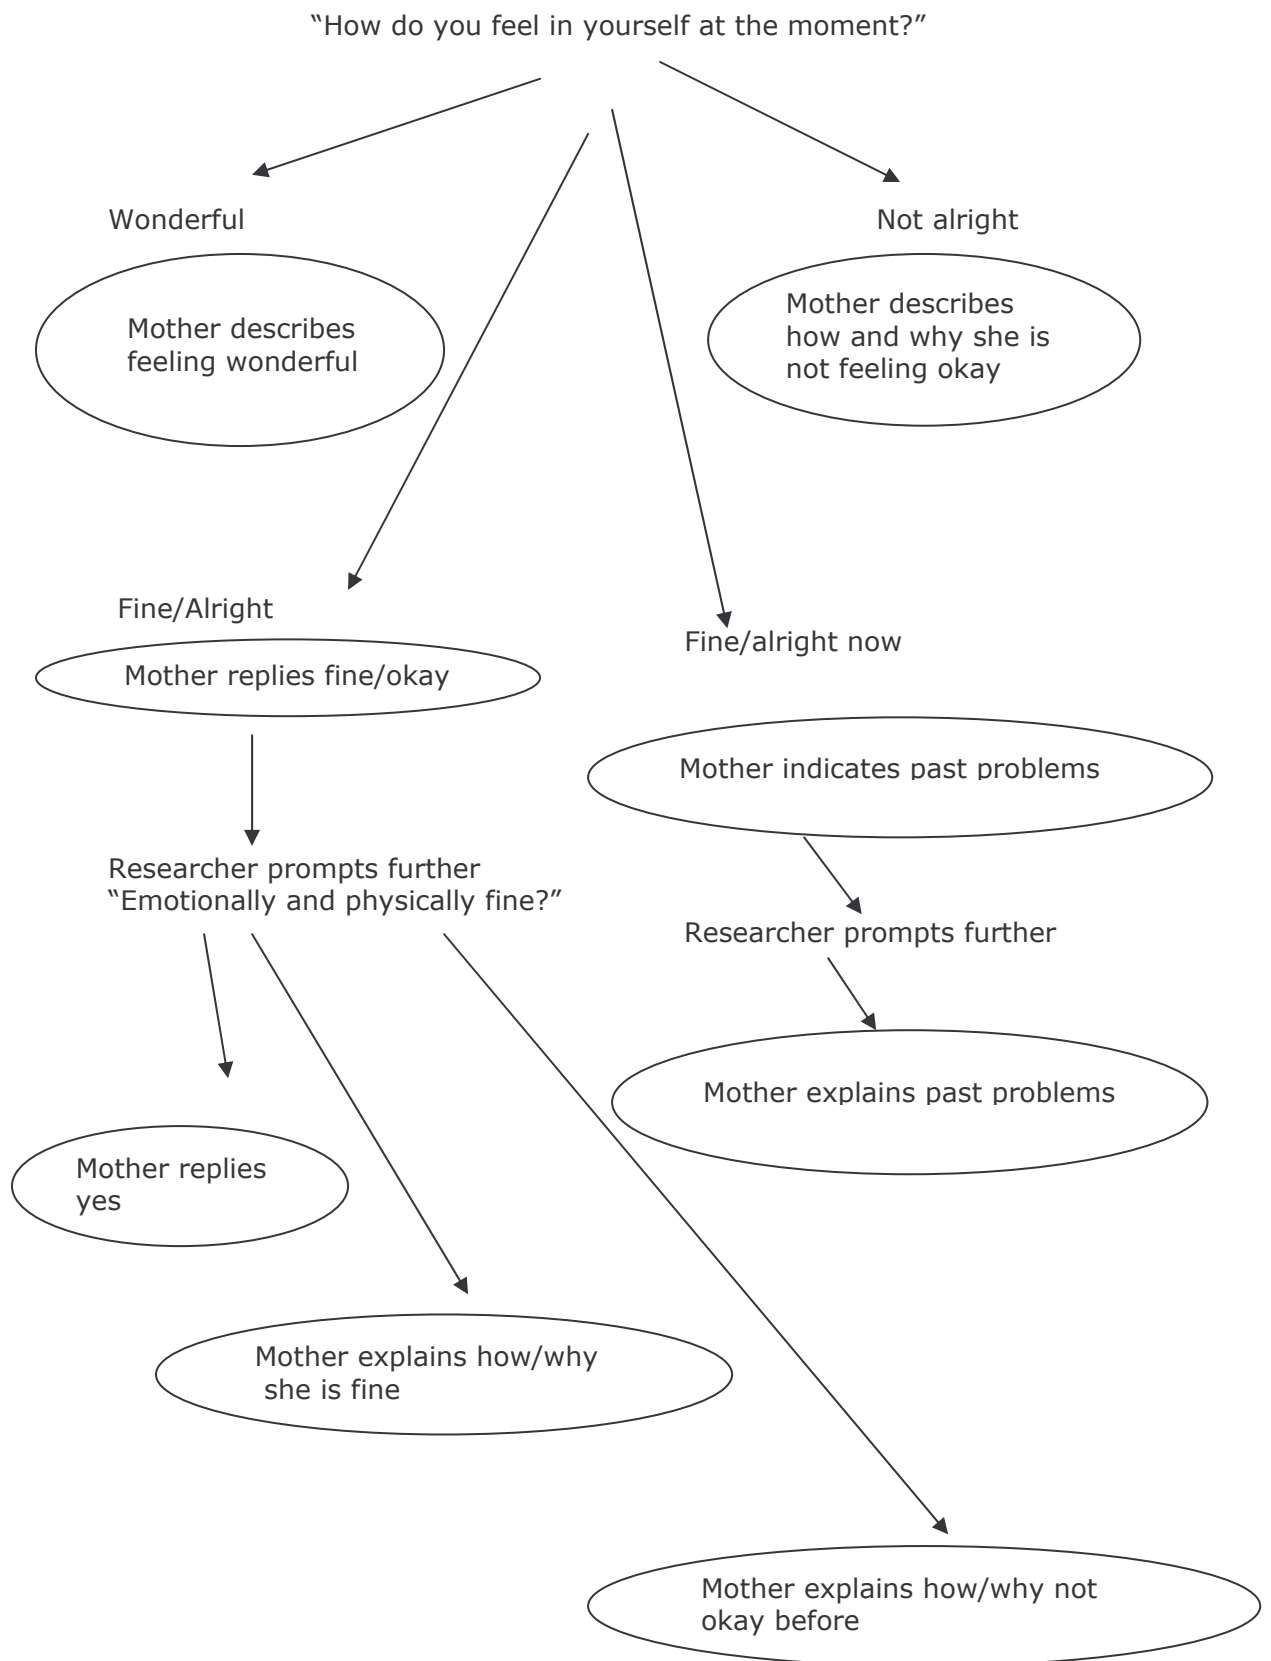 “How do you feel in yourself at the moment?”
Wonderful
Not alright
Mother describes
feeling wonderful
Mother describes
how and why she is
not feeling okay
Fine/Alright
Mother replies fine/okay
Fine/alright now
Mother indicates past problems
Researcher prompts further
“Emotionally and physically fine?”
Researcher prompts further
Mother explains past problems
Mother replies
yes
Mother explains how/why
she is fine
Mother explains how/why not
okay before